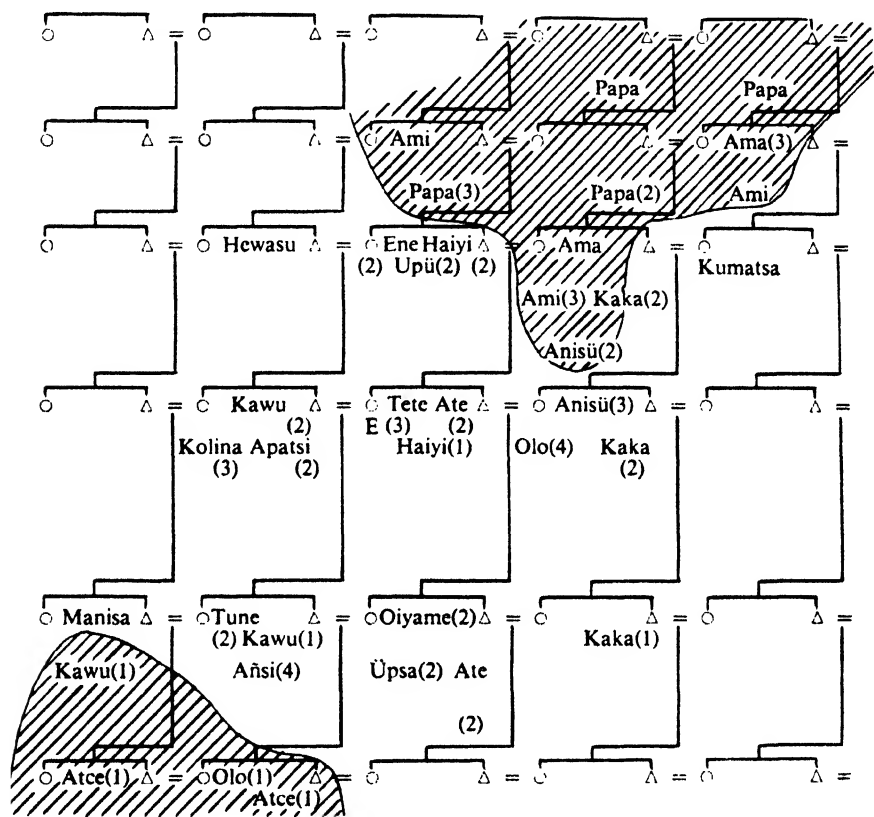 Papa Papa
Ami Ama(3)
Papa(3) Papa(2) Ami
Hewasu Ene Haiyi Ama
(2) Upü(2) (2) Kumatsa
Ami(3) Kaka(2)
Anisü(2)
Kawu Tete Ate Anisü(3)
(2) E (3) (2)
Kolina Apatsi Haiyi(1) Olo(4) Kaka
(3) (2) (2)
Manisa Tune Oiyame(2)
(2) Kawu(1) Kaka(1)
Kawu(1) Añsi(4) Üpsa(2) Ate
(2)
Atce(1) Olo(1)
Atce(1)